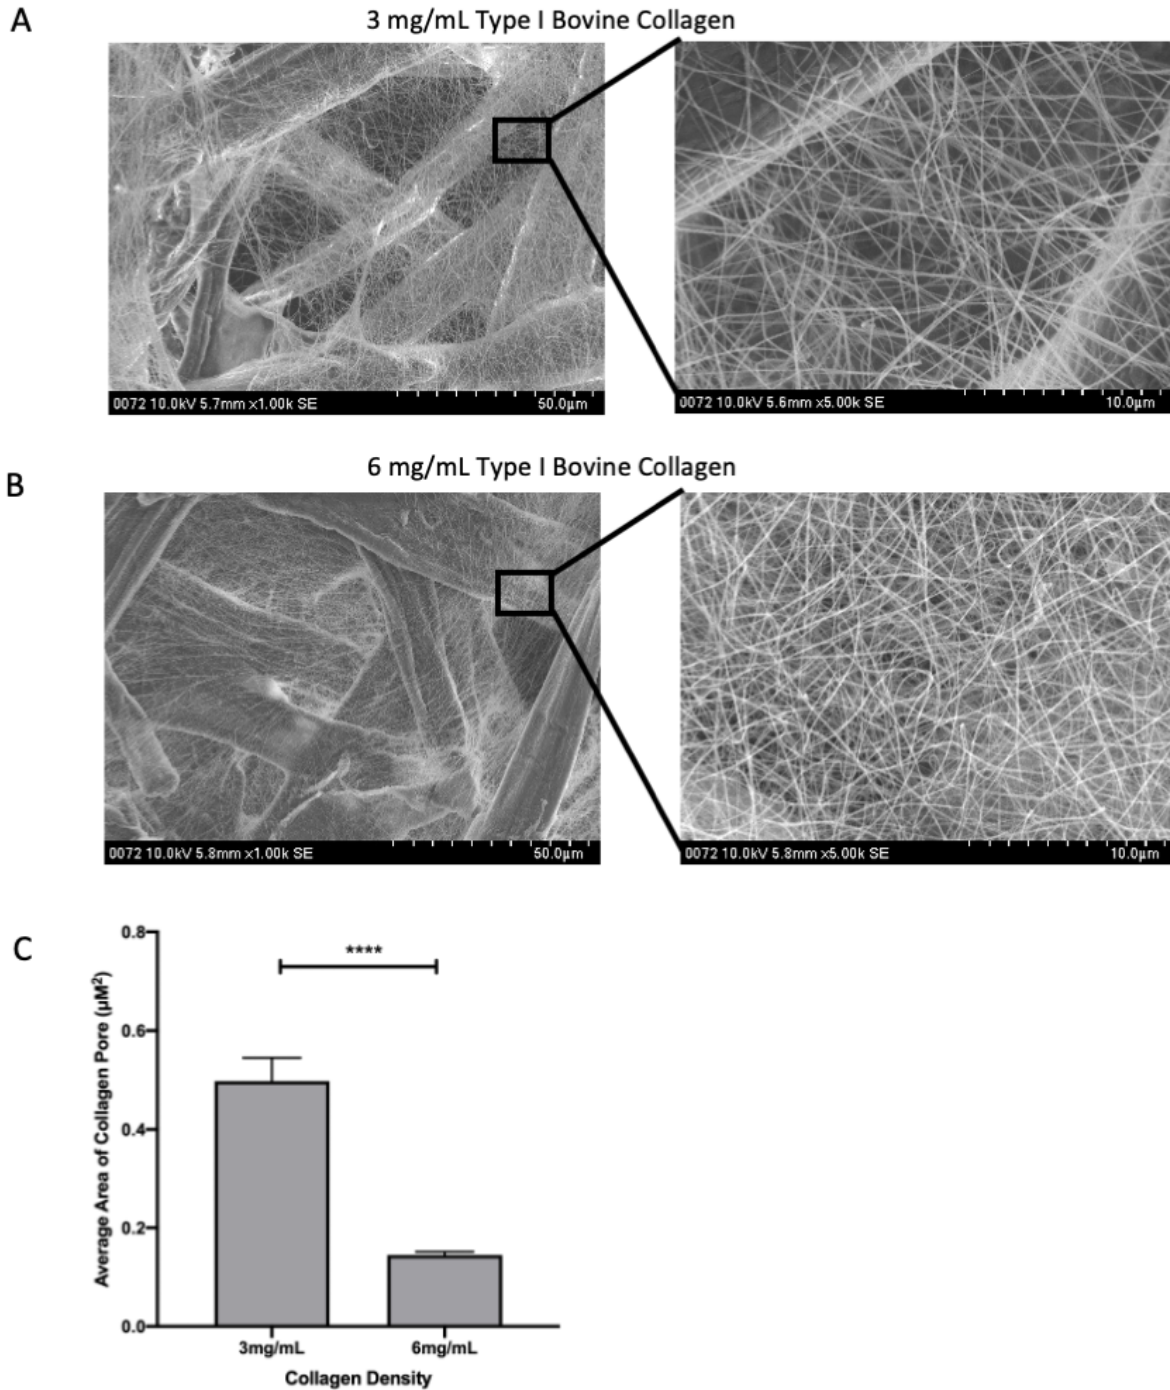 A
3 mg/mL Type I Bovine Collagen
0072 10.0kV 5.7mm x1.00k SE 50.0µm
0072 10.0kV 5.6mm x5.00k SE 10.0µm
B
6 mg/mL Type I Bovine Collagen
0072 10.0kV 5.8mm x1.00k SE 50.0µm
0072 10.0kV 5.8mm x5.00k SE 10.0µm
C
Average Area of Collagen Pore (µM²)
0.8
0.6
0.4
0.2
0.0
****
3mg/mL 6mg/mL
Collagen Density